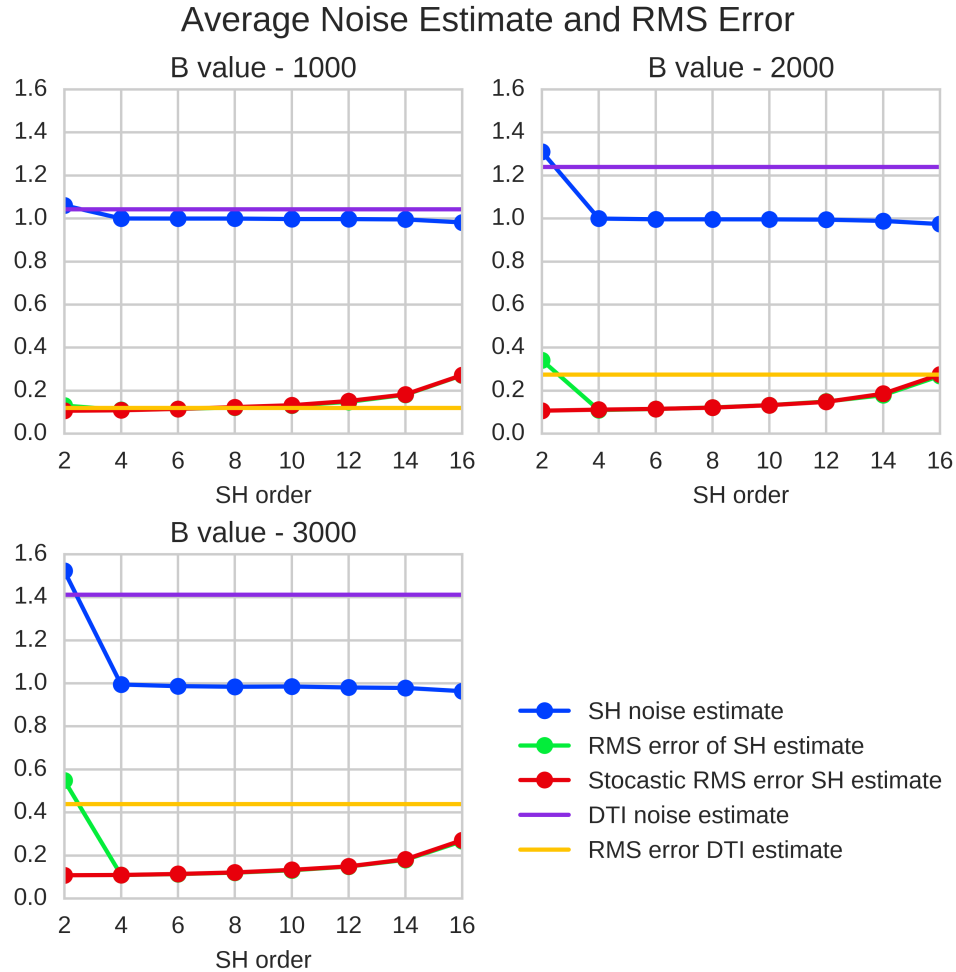 Average Noise Estimate and RMS Error
B value - 1000
1.6
1.4
1.2
1.0
0.8
0.6
0.4
0.2
0.0
2 4 6 8 10 12 14 16
SH order
B value - 2000
1.6
1.4
1.2
1.0
0.8
0.6
0.4
0.2
0.0
2 4 6 8 10 12 14 16
SH order
B value - 3000
1.6
1.4
1.2
1.0
0.8
0.6
0.4
0.2
0.0
2 4 6 8 10 12 14 16
SH order
SH noise estimate
RMS error of SH estimate
Stocastic RMS error SH estimate
DTI noise estimate
RMS error DTI estimate